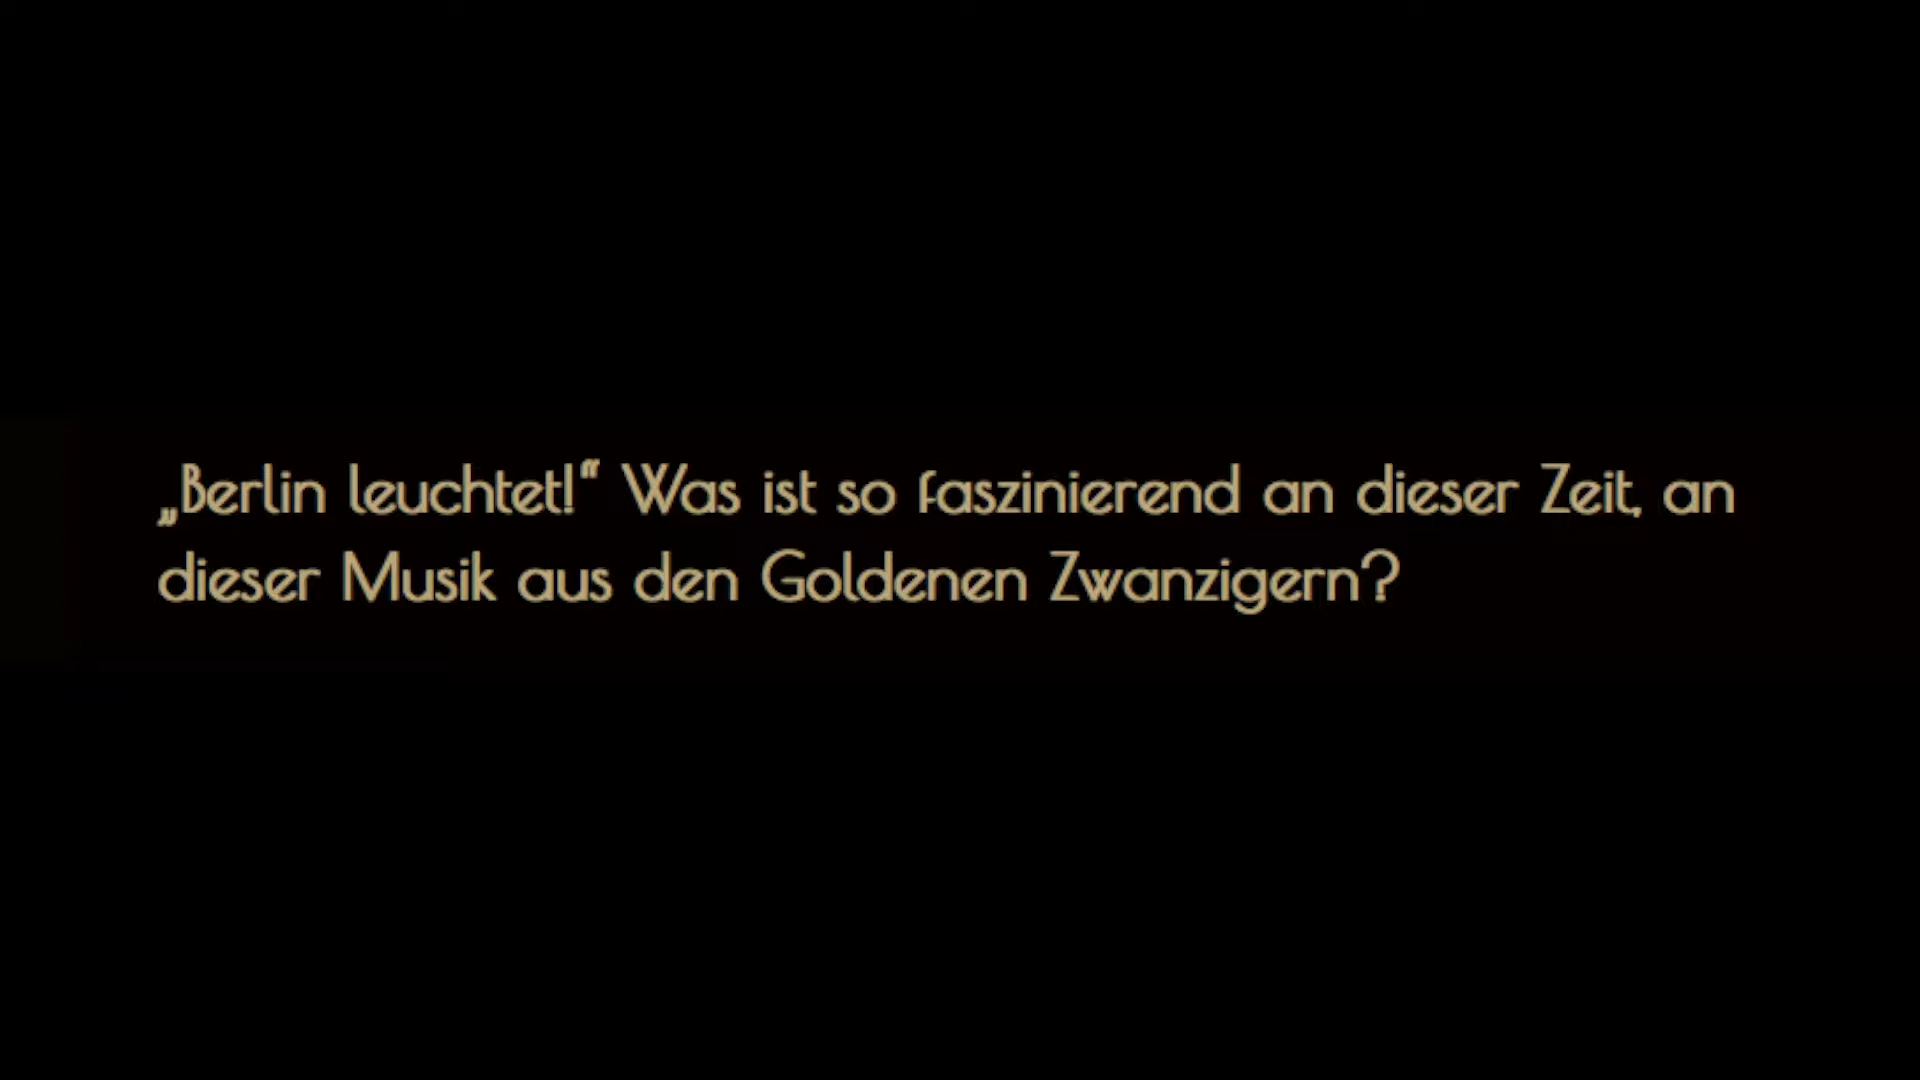 „Berlin leuchtet!“ Was ist so faszinierend an dieser Zeit, an
dieser Musik aus den Goldenen Zwanzigern?